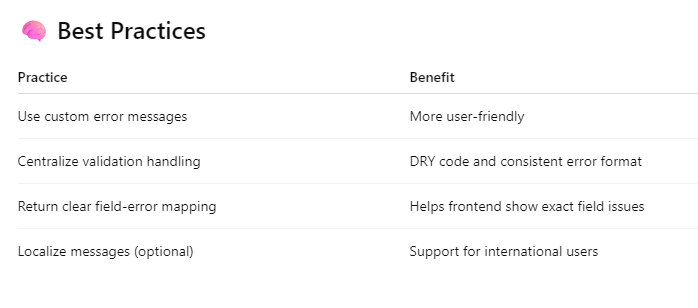 🧠 Best Practices
Practice Benefit
Use custom error messages More user-friendly
Centralize validation handling DRY code and consistent error format
Return clear field-error mapping Helps frontend show exact field issues
Localize messages (optional) Support for international users